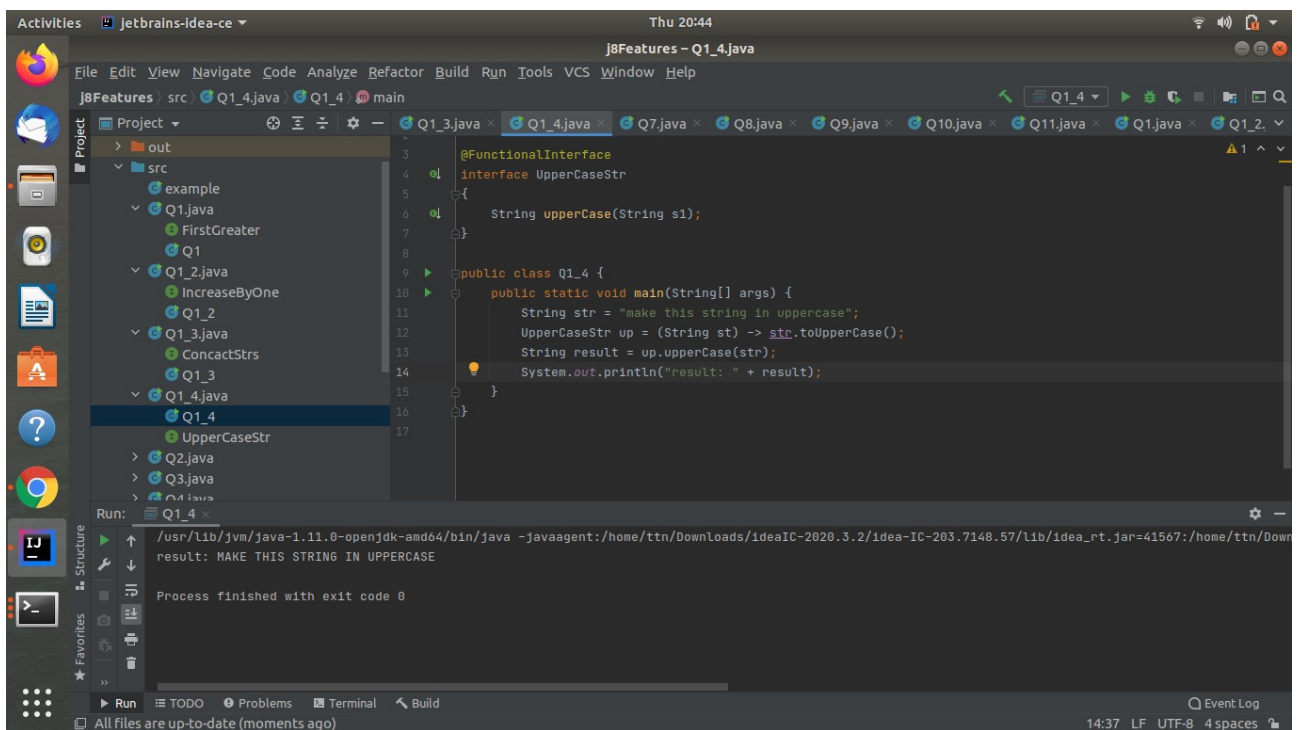 Activities jetbrains-idea-ce Thu 20:44
j8Features – Q1_4.java
File Edit View Navigate Code Analyze Refactor Build Run Tools VCS Window Help
j8Features src Q1_4.java Q1_4 main Q1_4
Project Project Q1_3.java Q1_4.java Q7.java Q8.java Q9.java Q10.java Q11.java Q1.java Q1_2.
out
src
example
Q1.java
FirstGreater
Q1
Q1_2.java
IncreaseByOne
Q1_2
Q1_3.java
ConcactStrs
Q1_3
Q1_4.java
Q1_4
UpperCaseStr
Q2.java
Q3.java
Q4.java
1
3 @FunctionalInterface
4 interface UpperCaseStr
5 {
6 String upperCase(String s1);
7 }
8
9 public class Q1_4 {
10 public static void main(String[] args) {
11 String str = "make this string in uppercase";
12 UpperCaseStr up = (String st) -> str.toUpperCase();
13 String result = up.upperCase(str);
14 System.out.println("result: " + result);
15 }
16 }
17
Run: Q1_4
/usr/lib/jvm/java-1.11.0-openjdk-amd64/bin/java -javaagent:/home/ttn/Downloads/ideaIC-2020.3.2/idea-IC-203.7148.57/lib/idea_rt.jar=41567:/home/ttn/Down
result: MAKE THIS STRING IN UPPERCASE
Process finished with exit code 0
Structure
Favorites
Run TODO Problems Terminal Build Event Log
All files are up-to-date (moments ago) 14:37 LF UTF-8 4 spaces